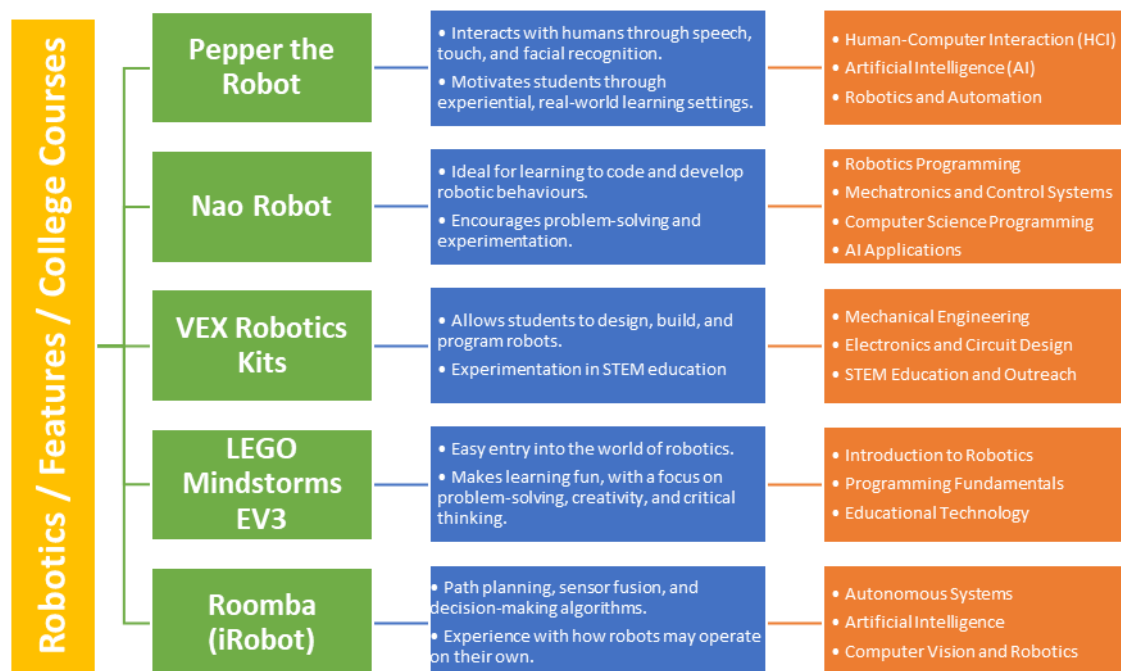 Robotics / Features / College Courses
Pepper the
Robot
• Interacts with humans through speech,
touch, and facial recognition.
• Motivates students through
experiential, real-world learning settings.
• Human-Computer Interaction (HCI)
• Artificial Intelligence (AI)
• Robotics and Automation
Nao Robot
• Ideal for learning to code and develop
robotic behaviours.
• Encourages problem-solving and
experimentation.
• Robotics Programming
• Mechatronics and Control Systems
• Computer Science Programming
• AI Applications
VEX Robotics
Kits
• Allows students to design, build, and
program robots.
• Experimentation in STEM education
• Mechanical Engineering
• Electronics and Circuit Design
• STEM Education and Outreach
LEGO
Mindstorms
EV3
• Easy entry into the world of robotics.
• Makes learning fun, with a focus on
problem-solving, creativity, and critical
thinking.
• Introduction to Robotics
• Programming Fundamentals
• Educational Technology
Roomba
(iRobot)
• Path planning, sensor fusion, and
decision-making algorithms.
• Experience with how robots may operate
on their own.
• Autonomous Systems
• Artificial Intelligence
• Computer Vision and Robotics